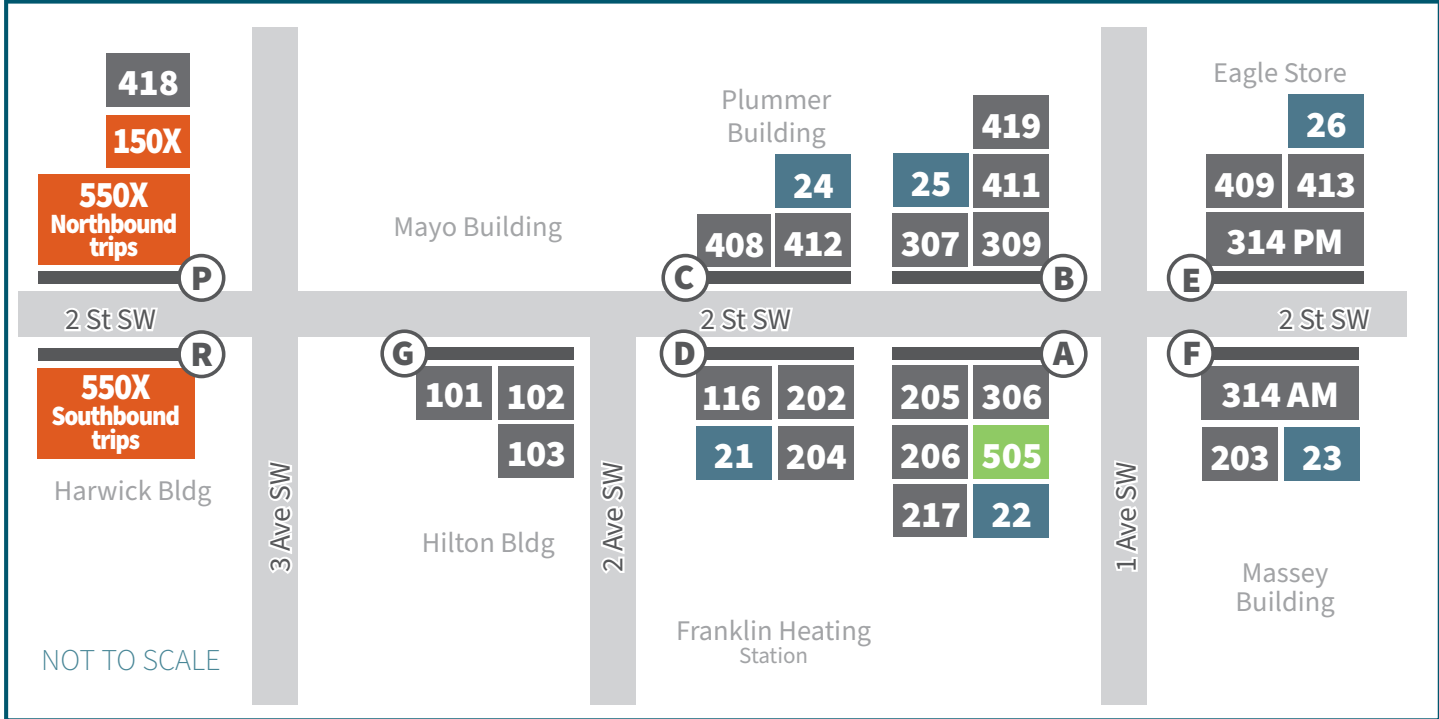 418
150X
550X
Northbound
trips
P
Mayo Building
Plummer
Building
24
408 412
C
419
25 411
307 309
B
Eagle Store
26
409 413
314 PM
E
2 St SW
2 St SW
2 St SW
R
550X
Southbound
trips
Harwick Bldg
3 Ave SW
G
101 102
103
Hilton Bldg
2 Ave SW
D
116 202
21 204
A
205 306
206 505
217 22
Franklin Heating
Station
1 Ave SW
F
314 AM
203 23
Massey
Building
NOT TO SCALE